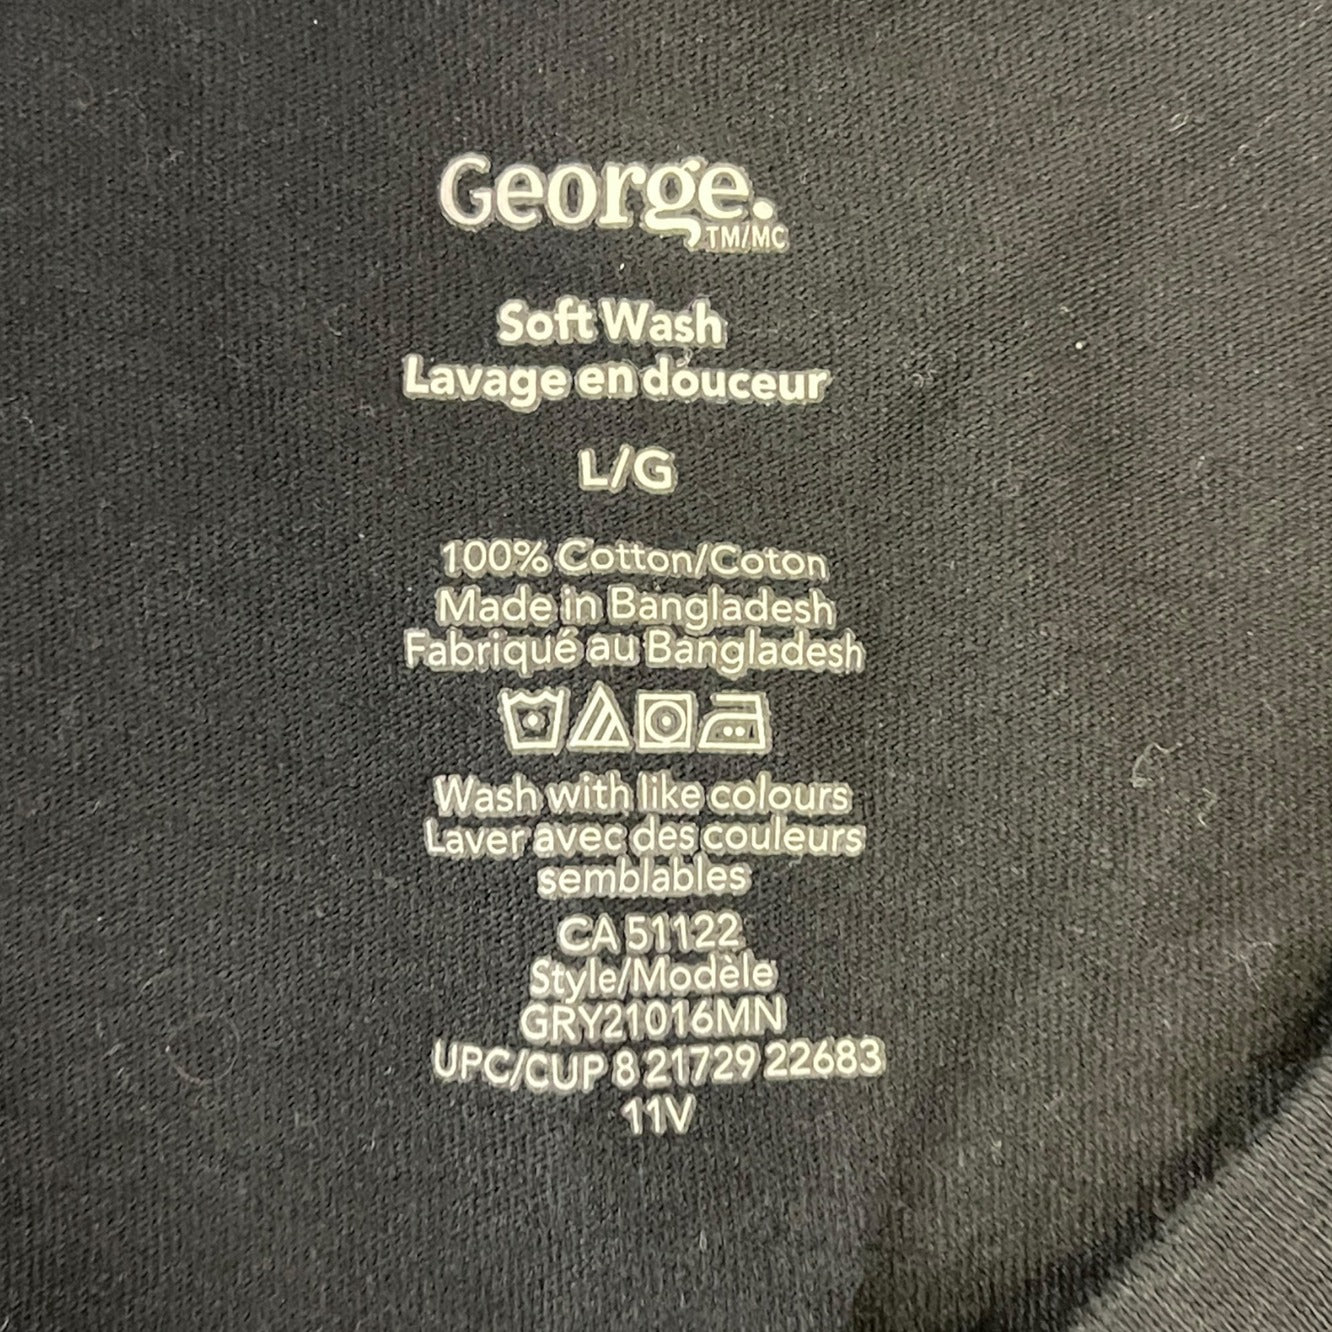 George.
TM/MC
Soft Wash
Lavage en douceur
L/G
100% Cotton/Coton
Made in Bangladesh
Fabriqué au Bangladesh
Wash with like colours
Laver avec des couleurs
semblables
CA 51122
Style/Modèle
GRY21016MN
UPC/CUP 8 21729 22683
11V